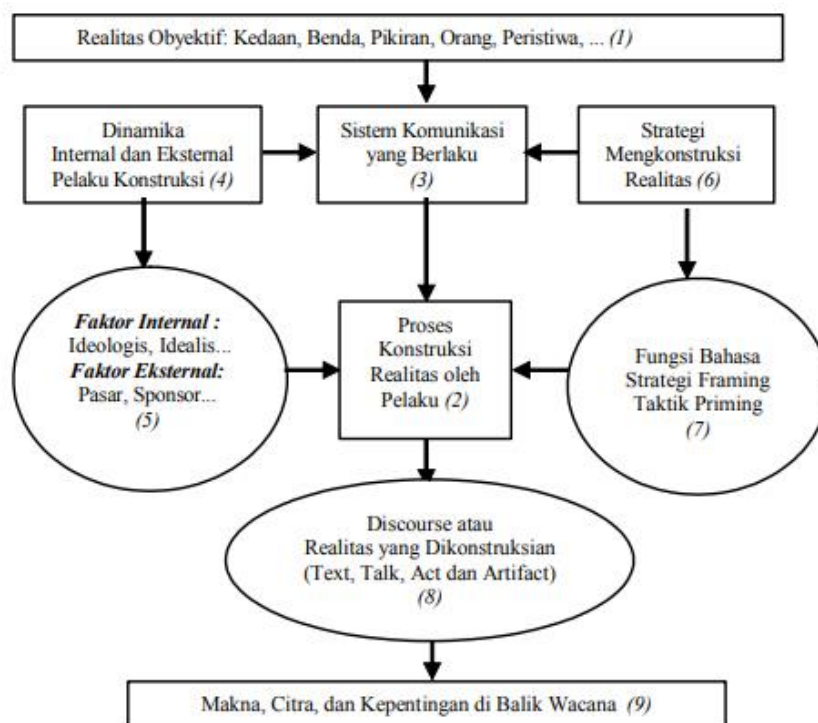 Realitas Obyektif: Kedaan, Benda, Pikiran, Orang, Peristiwa, ... (1)
Dinamika
Internal dan Eksternal
Pelaku Konstruksi (4)
Sistem Komunikasi
yang Berlaku
(3)
Strategi
Mengkonstruksi
Realitas (6)
Faktor Internal :
Ideologis, Idealis...
Faktor Eksternal:
Pasar, Sponsor...
(5)
Proses
Konstruksi
Realitas oleh
Pelaku (2)
Fungsi Bahasa
Strategi Framing
Taktik Priming
(7)
Discourse atau
Realitas yang Dikonstruksian
(Text, Talk, Act dan Artifact)
(8)
Makna, Citra, dan Kepentingan di Balik Wacana (9)